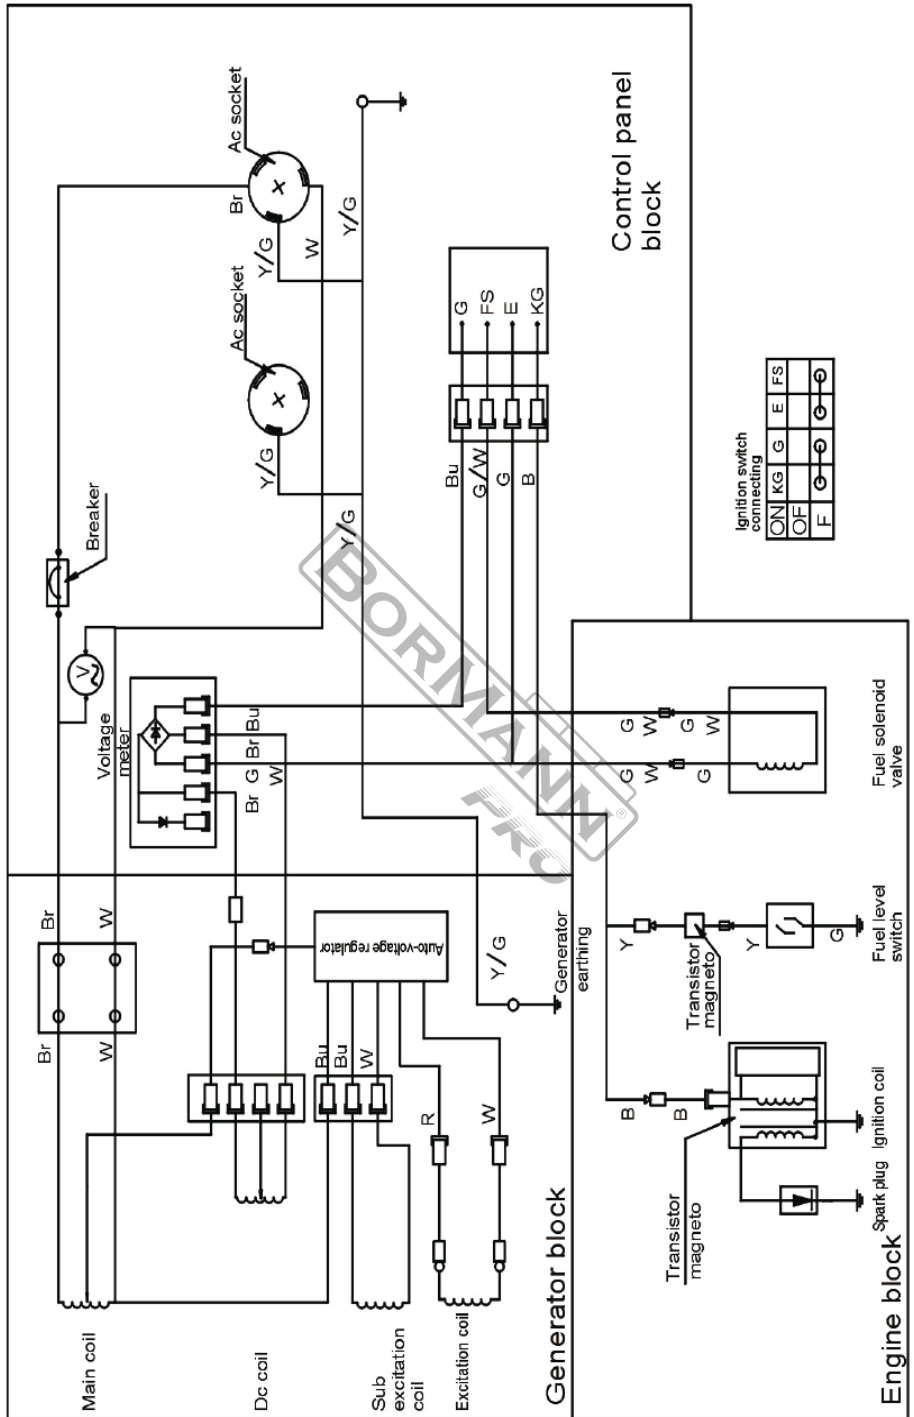 Control panel
block
Ac socket
Ac socket
Br
Y/G
W
Y/G
Y/G
Y/G
Breaker
V
Voltage
meter
G
FS
E
KG
Bu
G/W
G
B
Ignition switch
connecting
KG G E FS
ON
OF
F
Bu
Br
G
W
Br
BORMANN®
PRO
Br
W
Br
W
Auto-voltage regulator
Y/G
Generator
earthing
Bu
Bu
W
R
W
Main coil
Dc coil
Sub
excitation
coil
Excitation coil
Generator block
G
W
G
W
G
W
G
Fuel solenoid
valve
Y
Transistor
magneto
Y
G
Fuel level
switch
B
B
Transistor
magneto
Ignition coil
Spark plug
Engine block